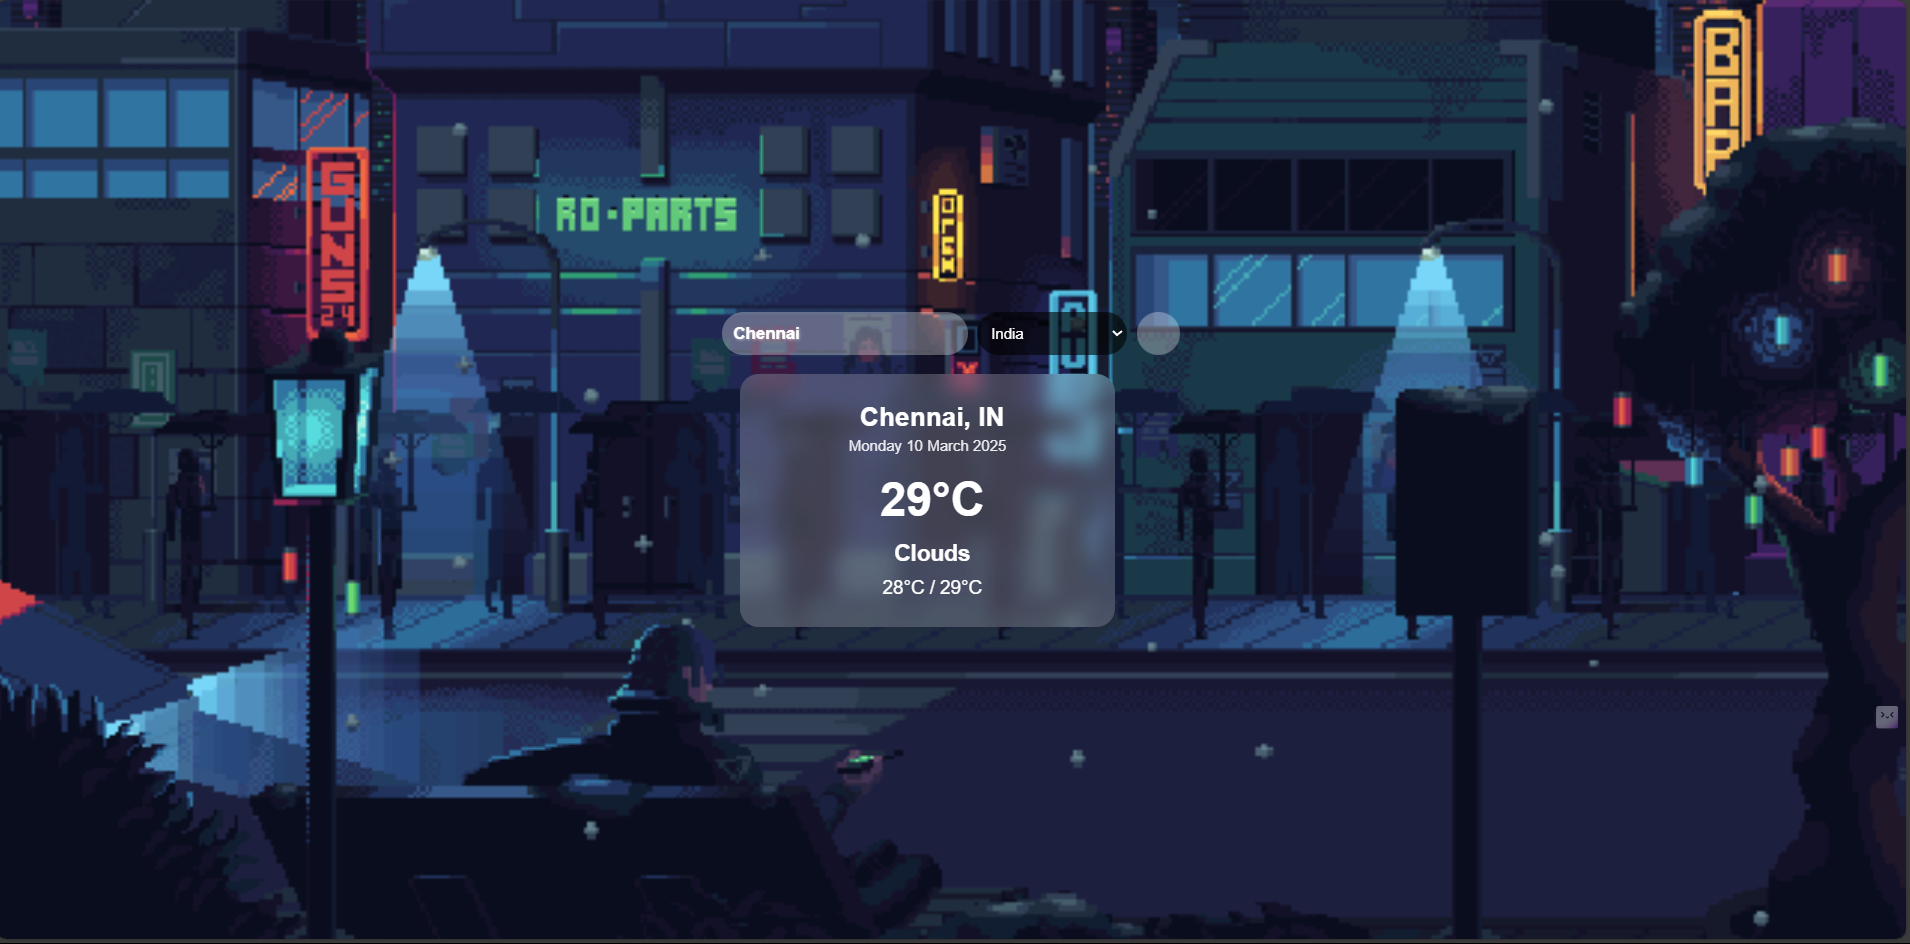 BAR
GUNS
24
RO-PARTS
OPEN
Chennai
India
Chennai, IN
Monday 10 March 2025
29°C
Clouds
28°C / 29°C